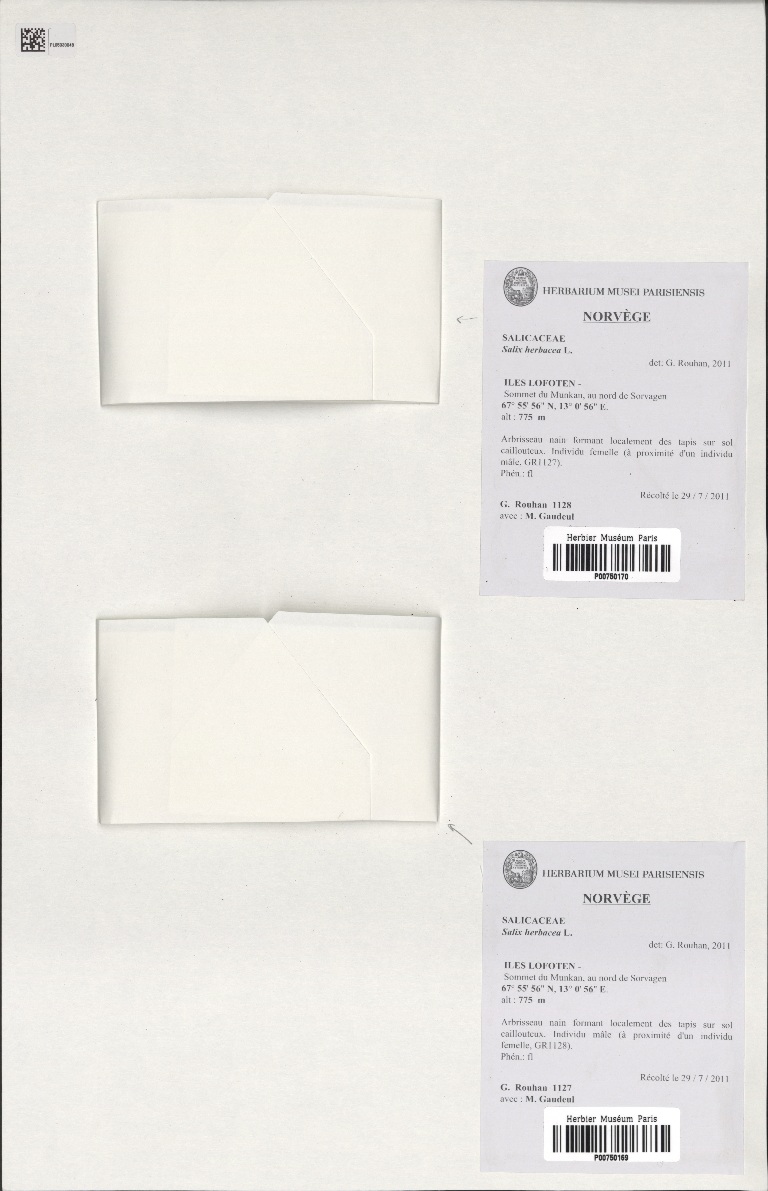 HERBARIUM MUSEI PARISIENSIS
NORVÈGE
SALICACEAE
Salix herbacea L.
det: G. Rouhan, 2011
ILES LOFOTEN -
Sommet du Munkan, au nord de Sorvagen
67° 55' 56" N, 13° 0' 56" E.
alt : 775 m
Arbrisseau nain formant localement des tapis sur sol
caillouteux. Individu femelle (à proximité d'un individu
mâle, GR1127).
Phén.: fl
Récolté le 29 / 7 / 2011
G. Rouhan 1128
avec : M. Gaudeul
Herbier Muséum Paris
P00750170
HERBARIUM MUSEI PARISIENSIS
NORVÈGE
SALICACEAE
Salix herbacea L.
det: G. Rouhan, 2011
ILES LOFOTEN -
Sommet du Munkan, au nord de Sorvagen
67° 55' 56" N, 13° 0' 56" E.
alt : 775 m
Arbrisseau nain formant localement des tapis sur sol
caillouteux. Individu mâle (à proximité d'un individu
femelle, GR1128).
Phén.: fl
Récolté le 29 / 7 / 2011
G. Rouhan 1127
avec : M. Gaudeul
Herbier Muséum Paris
P00750169